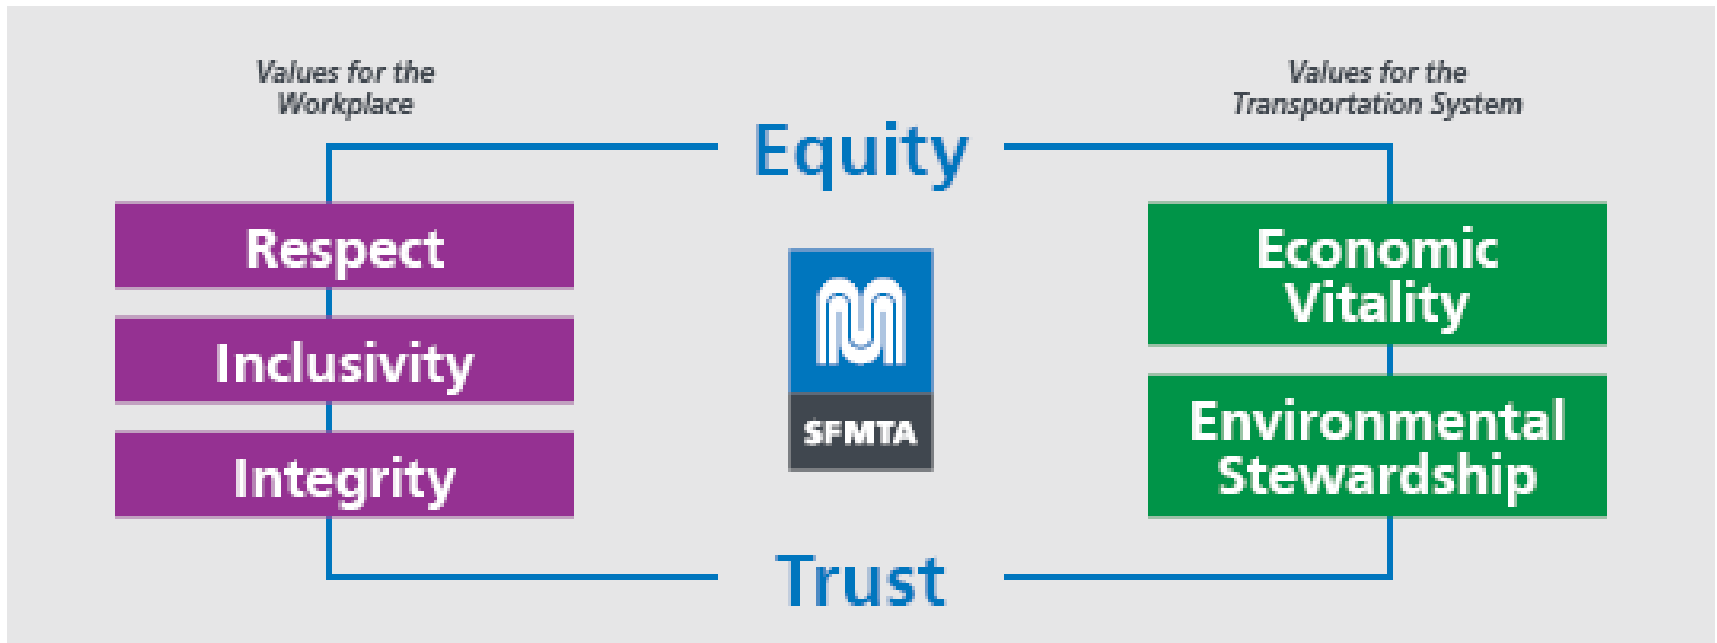 Values for the
Workplace
Values for the
Transportation System
Equity
Respect
Inclusivity
Integrity
SFMTA
Economic
Vitality
Environmental
Stewardship
Trust